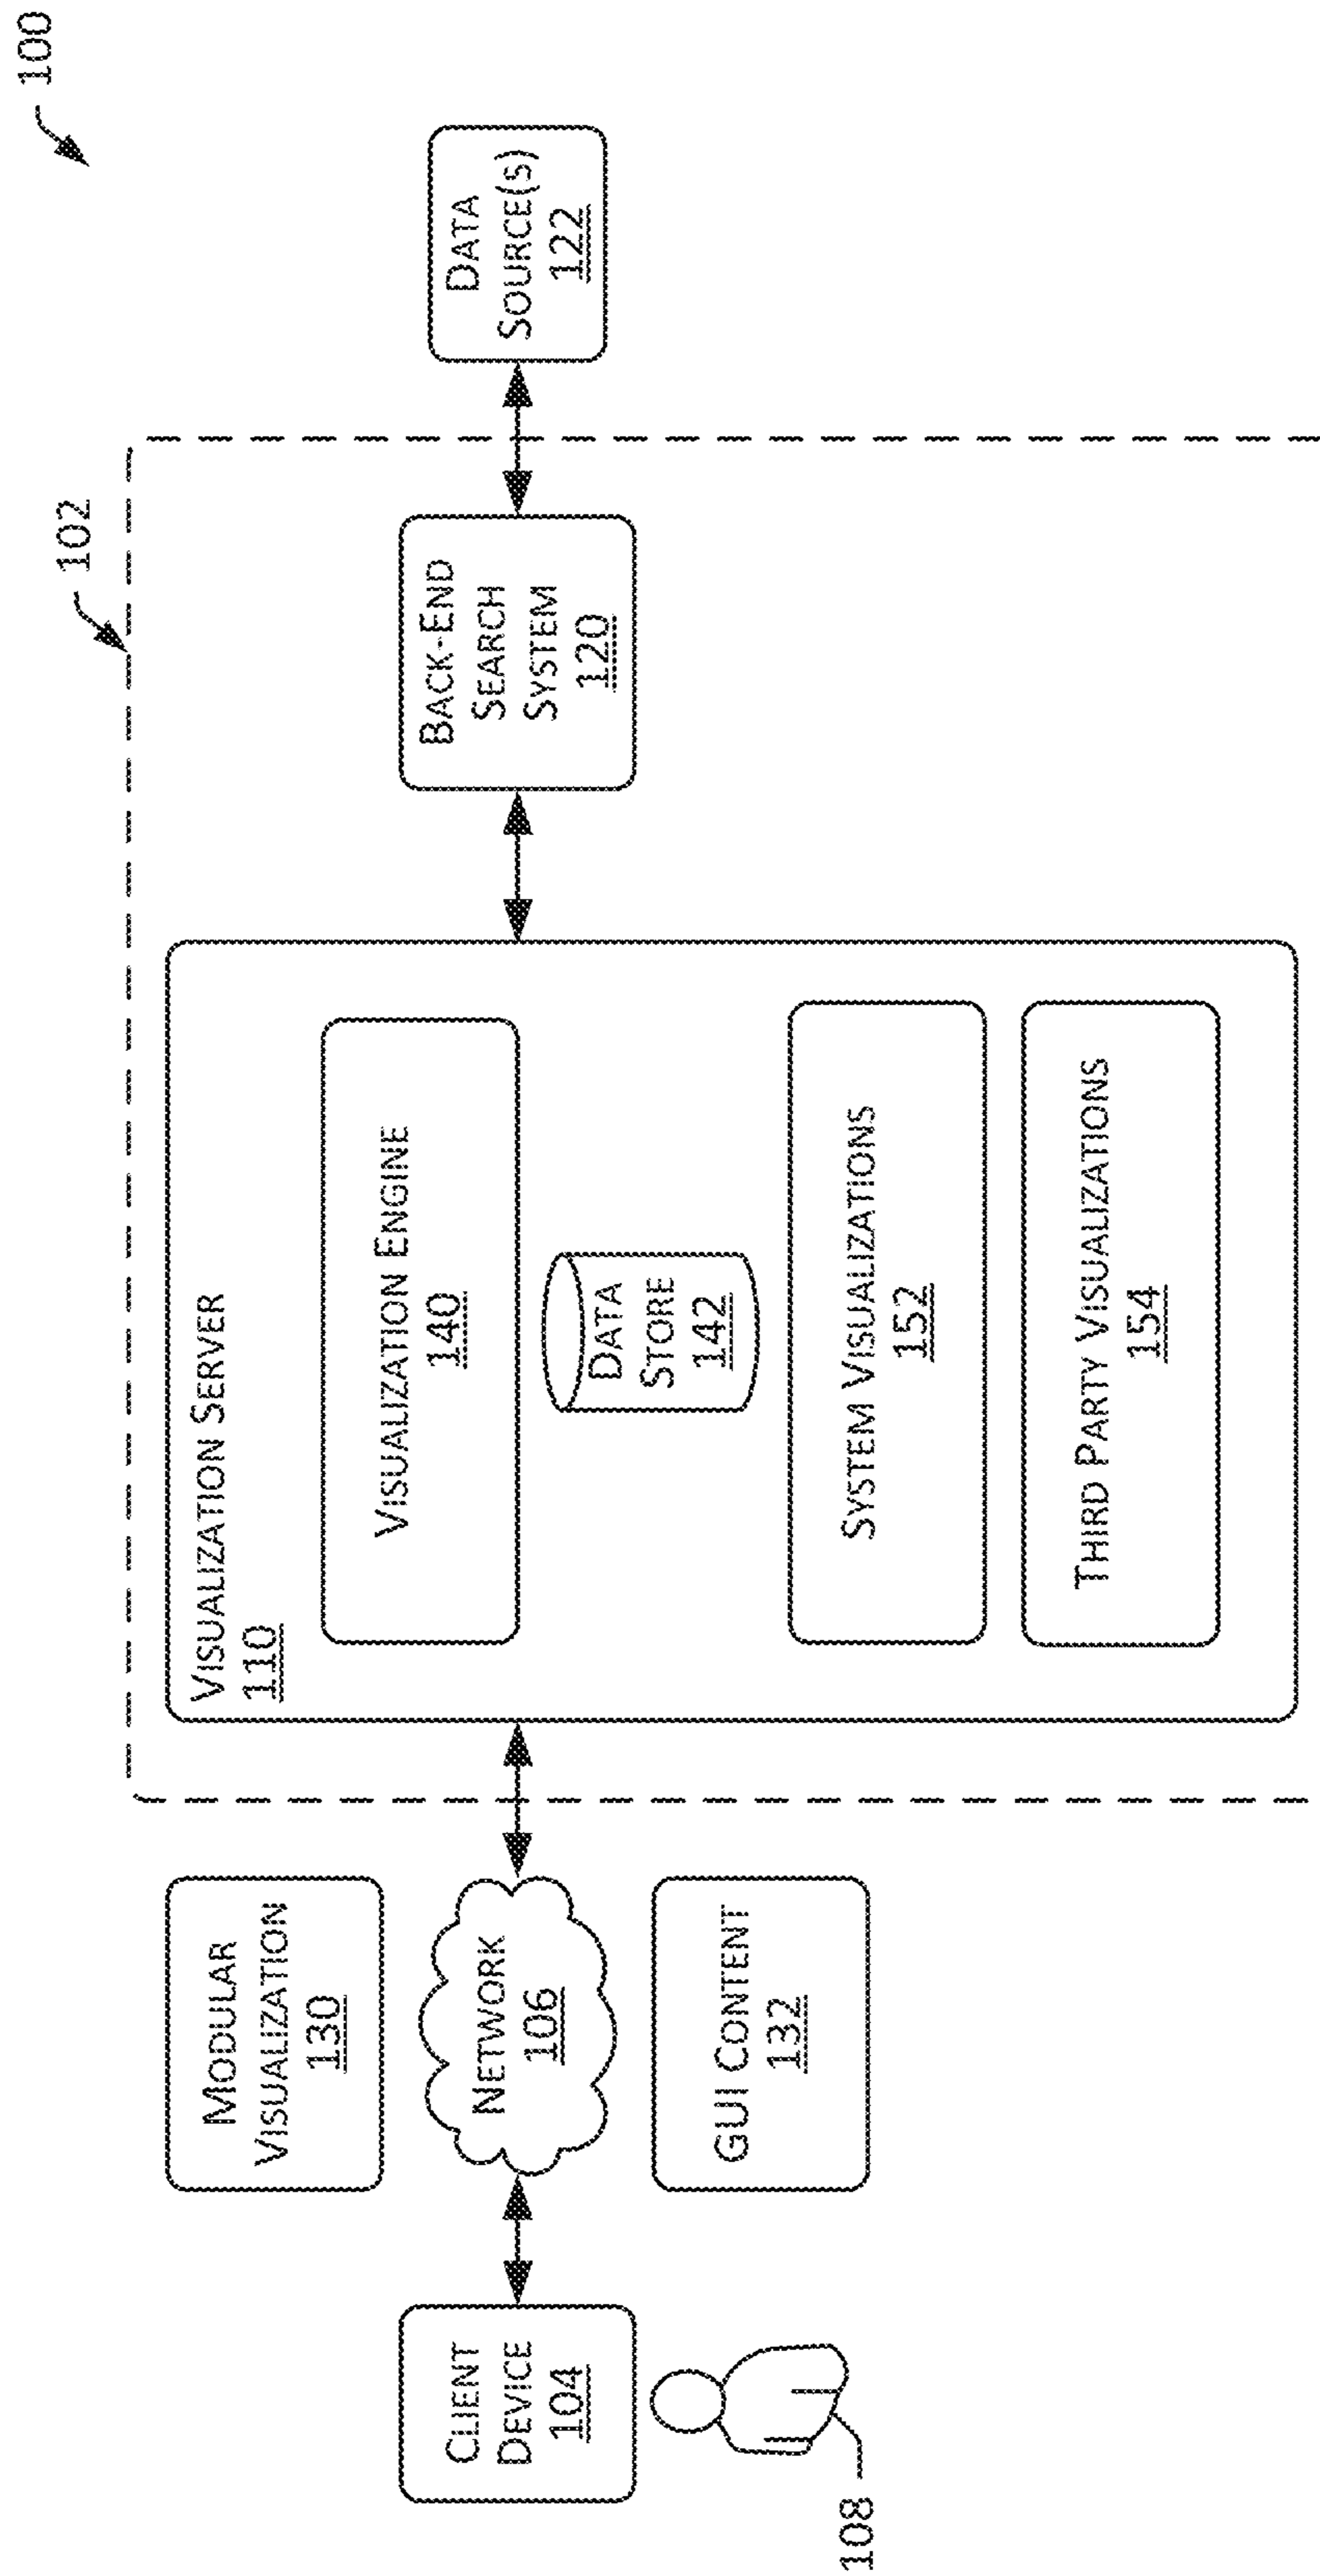 100
102
VISUALIZATION SERVER
110
MODULAR
VISUALIZATION
130
VISUALIZATION ENGINE
140
CLIENT
DEVICE
104
NETWORK
106
DATA
STORE
142
BACK-END
SEARCH
SYSTEM
120
DATA
SOURCE(S)
122
GUI CONTENT
132
SYSTEM VISUALIZATIONS
152
108
THIRD PARTY VISUALIZATIONS
154